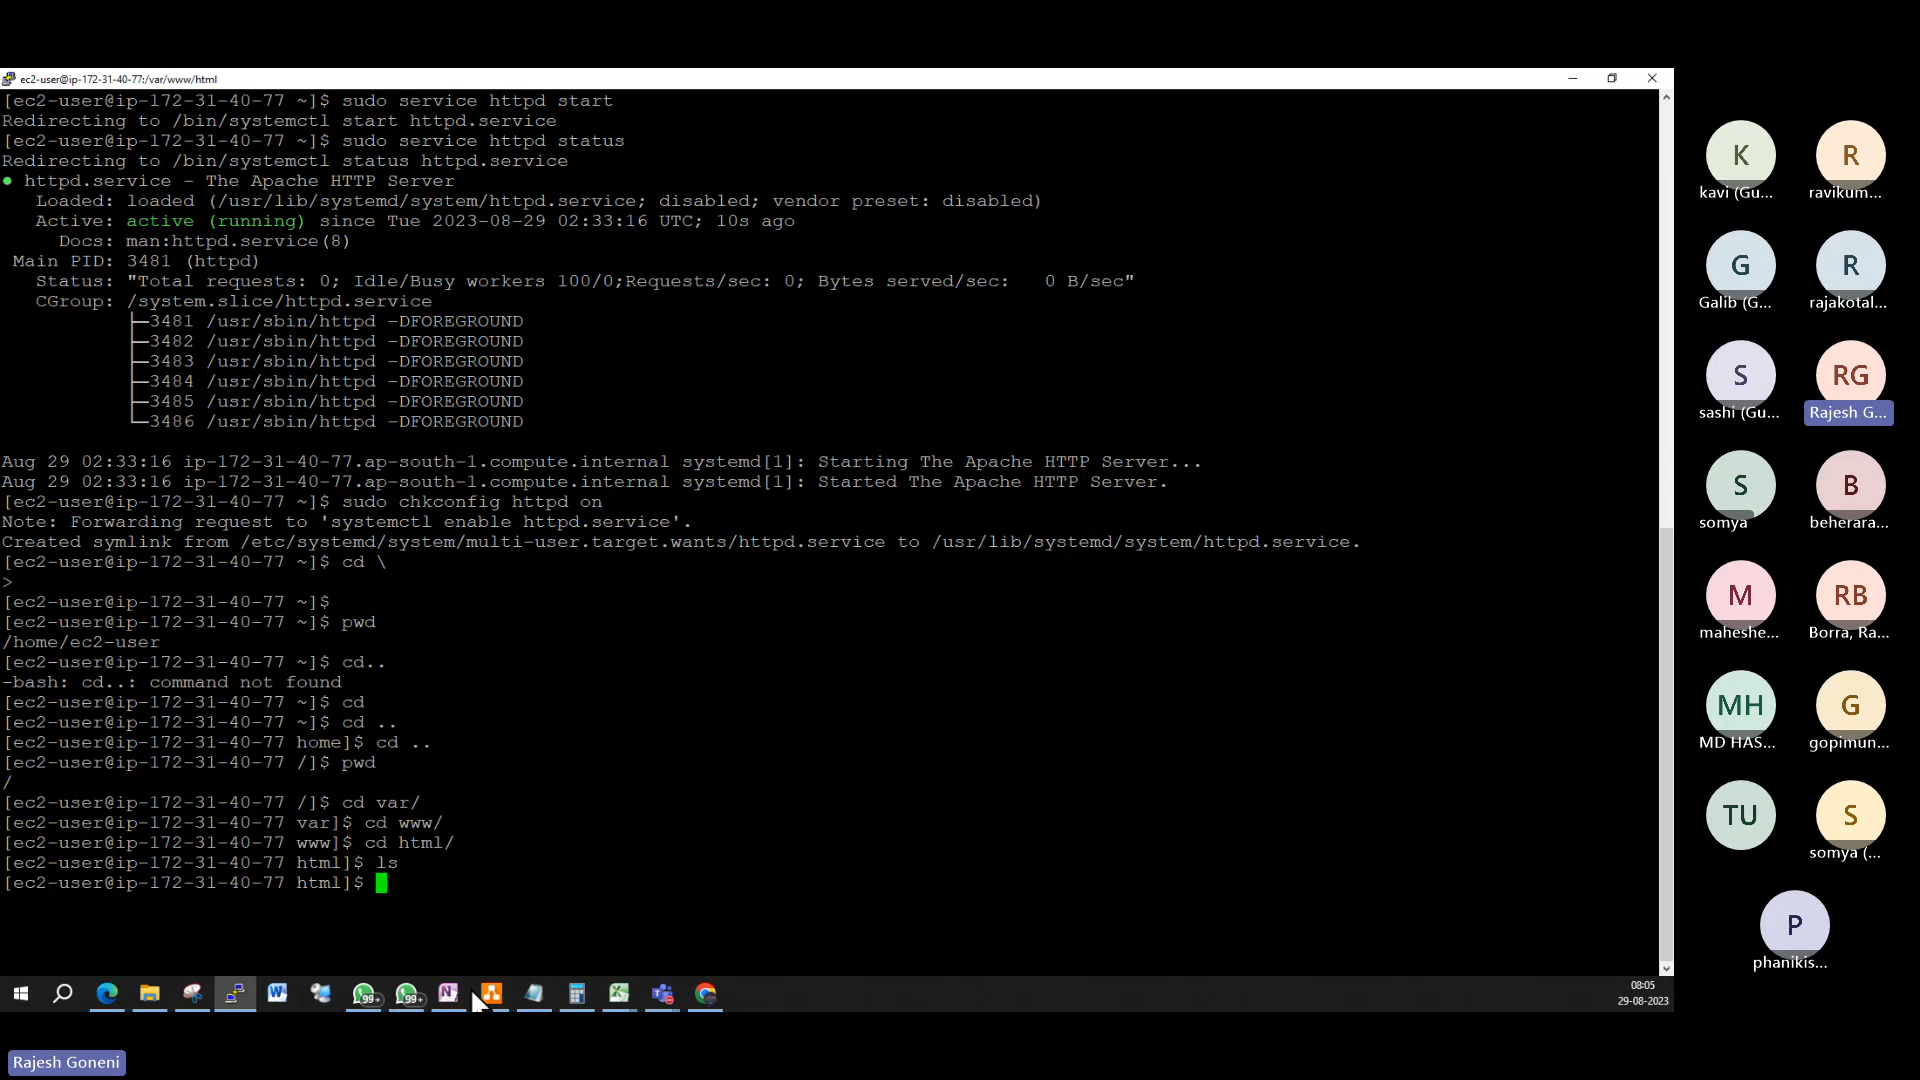 ec2-user@ip-172-31-40-77:/var/www/html
[ec2-user@ip-172-31-40-77 ~]$ sudo service httpd start
Redirecting to /bin/systemctl start httpd.service
[ec2-user@ip-172-31-40-77 ~]$ sudo service httpd status
Redirecting to /bin/systemctl status httpd.service
● httpd.service - The Apache HTTP Server
Loaded: loaded (/usr/lib/systemd/system/httpd.service; disabled; vendor preset: disabled)
Active: active (running) since Tue 2023-08-29 02:33:16 UTC; 10s ago
Docs: man:httpd.service(8)
Main PID: 3481 (httpd)
Status: "Total requests: 0; Idle/Busy workers 100/0;Requests/sec: 0; Bytes served/sec:   0 B/sec"
CGroup: /system.slice/httpd.service
├─3481 /usr/sbin/httpd -DFOREGROUND
├─3482 /usr/sbin/httpd -DFOREGROUND
├─3483 /usr/sbin/httpd -DFOREGROUND
├─3484 /usr/sbin/httpd -DFOREGROUND
├─3485 /usr/sbin/httpd -DFOREGROUND
└─3486 /usr/sbin/httpd -DFOREGROUND
Aug 29 02:33:16 ip-172-31-40-77.ap-south-1.compute.internal systemd[1]: Starting The Apache HTTP Server...
Aug 29 02:33:16 ip-172-31-40-77.ap-south-1.compute.internal systemd[1]: Started The Apache HTTP Server.
[ec2-user@ip-172-31-40-77 ~]$ sudo chkconfig httpd on
Note: Forwarding request to 'systemctl enable httpd.service'.
Created symlink from /etc/systemd/system/multi-user.target.wants/httpd.service to /usr/lib/systemd/system/httpd.service.
[ec2-user@ip-172-31-40-77 ~]$ cd \
>
[ec2-user@ip-172-31-40-77 ~]$
[ec2-user@ip-172-31-40-77 ~]$ pwd
/home/ec2-user
[ec2-user@ip-172-31-40-77 ~]$ cd..
-bash: cd..: command not found
[ec2-user@ip-172-31-40-77 ~]$ cd
[ec2-user@ip-172-31-40-77 ~]$ cd ..
[ec2-user@ip-172-31-40-77 home]$ cd ..
[ec2-user@ip-172-31-40-77 /]$ pwd
/
[ec2-user@ip-172-31-40-77 /]$ cd var/
[ec2-user@ip-172-31-40-77 var]$ cd www/
[ec2-user@ip-172-31-40-77 www]$ cd html/
[ec2-user@ip-172-31-40-77 html]$ ls
[ec2-user@ip-172-31-40-77 html]$
99+ 99+
08:05
29-08-2023
Rajesh Goneni
K R
kavi (Gu... ravikum...
G R
Galib (G... rajakotal...
S RG
sashi (Gu... Rajesh G...
S B
somya beherara...
M RB
maheshe... Borra, Ra...
MH G
MD HAS... gopimun...
TU S
somya (...
P
phanikis...